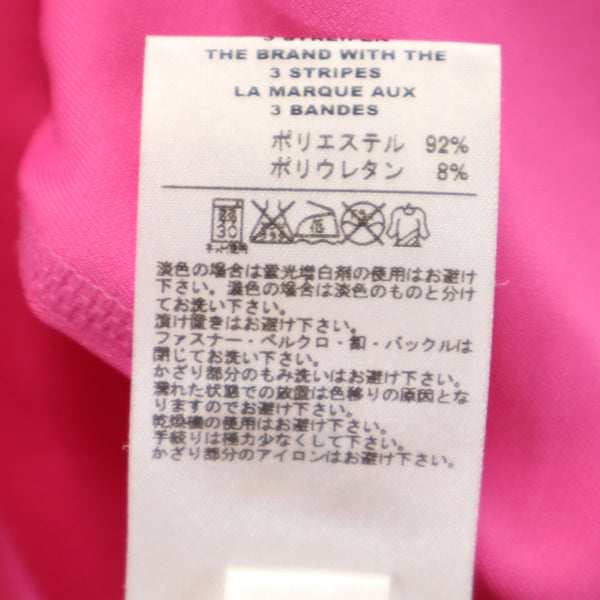 3 STREIFEN
THE BRAND WITH THE
3 STRIPES
LA MARQUE AUX
3 BANDES
ポリエステル 92%
ポリウレタン 8%
30
ネット使用
淡色の場合は蛍光増白剤の使用はお避け
下さい。濃色の場合は淡色のものと分け
てお洗い下さい。
漬け置きはお避け下さい。
ファスナー・ベルクロ・釦・バックルは
閉じてお洗い下さい。
かざり部分のもみ洗いはお避け下さい。
濡れた状態での放置は色移りの原因とな
りますのでお避け下さい。
乾燥機の使用はお避け下さい。
手絞りは極力少なくして下さい。
かざり部分のアイロンはお避け下さい。